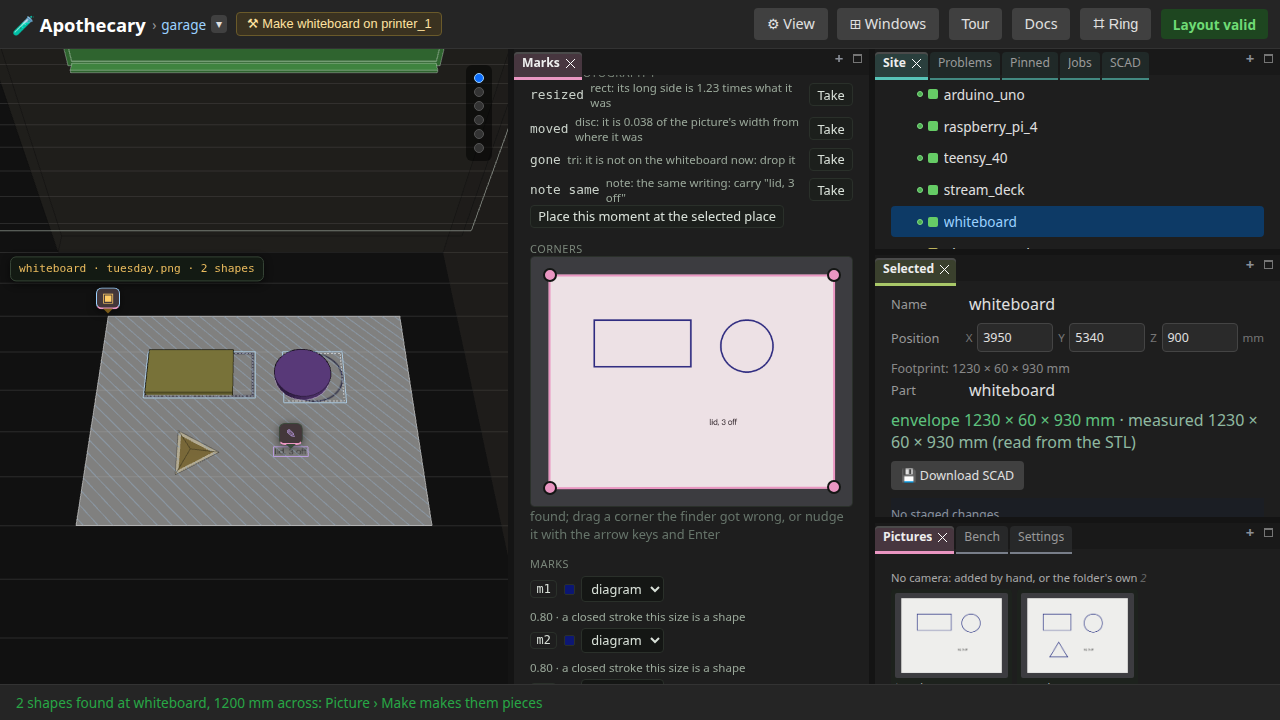 Apothecary › garage ▾ ⚒ Make whiteboard on printer_1 View Windows Tour Docs Ring Layout valid
whiteboard · tuesday.png · 2 shapes
Marks
resized rect: its long side is 1.23 times what it was Take
moved disc: it is 0.038 of the picture's width from where it was Take
gone tri: it is not on the whiteboard now: drop it Take
note same note: the same writing: carry "lid, 3 off" Take
Place this moment at the selected place
CORNERS
lid, 3 off
found; drag a corner the finder got wrong, or nudge
it with the arrow keys and Enter
MARKS
m1 diagram
0.80 · a closed stroke this size is a shape
m2 diagram
0.80 · a closed stroke this size is a shape
Site Problems Pinned Jobs SCAD
arduino_uno
raspberry_pi_4
teensy_40
stream_deck
whiteboard
Selected
Name whiteboard
Position X 3950 Y 5340 Z 900 mm
Footprint: 1230 × 60 × 930 mm
Part whiteboard
envelope 1230 × 60 × 930 mm · measured 1230 ×
60 × 930 mm (read from the STL)
Download SCAD
No staged changes
Pictures Bench Settings
No camera: added by hand, or the folder's own 2
2 shapes found at whiteboard, 1200 mm across: Picture › Make makes them pieces